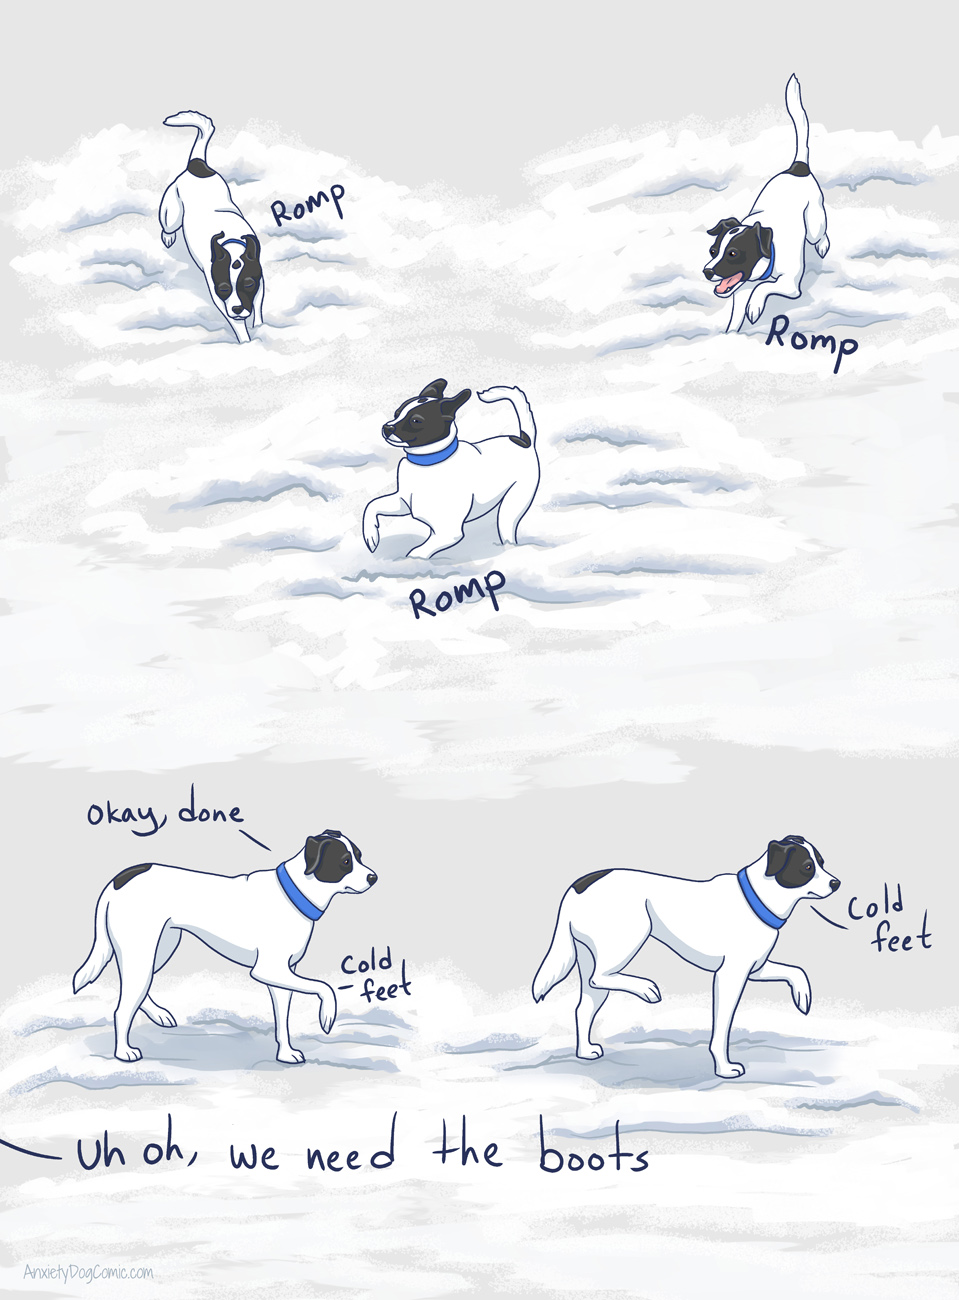 Romp
Romp
Romp
Okay, done
Cold
feet
Cold
feet
Uh oh, we need the boots
AnxietyDogComic.com